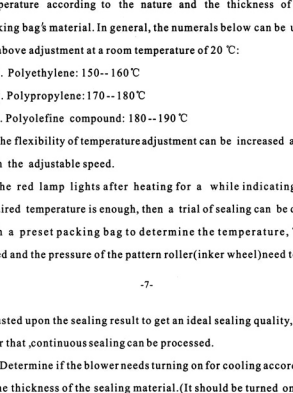 perature according to the nature and the thickness of
king bag's material. In general, the numerals below can be
above adjustment at a room temperature of 20 ℃:
. Polyethylene: 150--160℃
. Polypropylene: 170--180℃
. Polyolefine compound: 180--190℃
he flexibility of temperature adjustment can be increased
the adjustable speed.
he red lamp lights after heating for a while indicating
ired temperature is enough, then a trial of sealing can be
a preset packing bag to determine the temperature,
ed and the pressure of the pattern roller(inker wheel)need
-7-
usted upon the sealing result to get an ideal sealing quality,
r that ,continuous sealing can be processed.
Determine if the blower needs turning on for cooling accor
he thickness of the sealing material.(It should be turned on